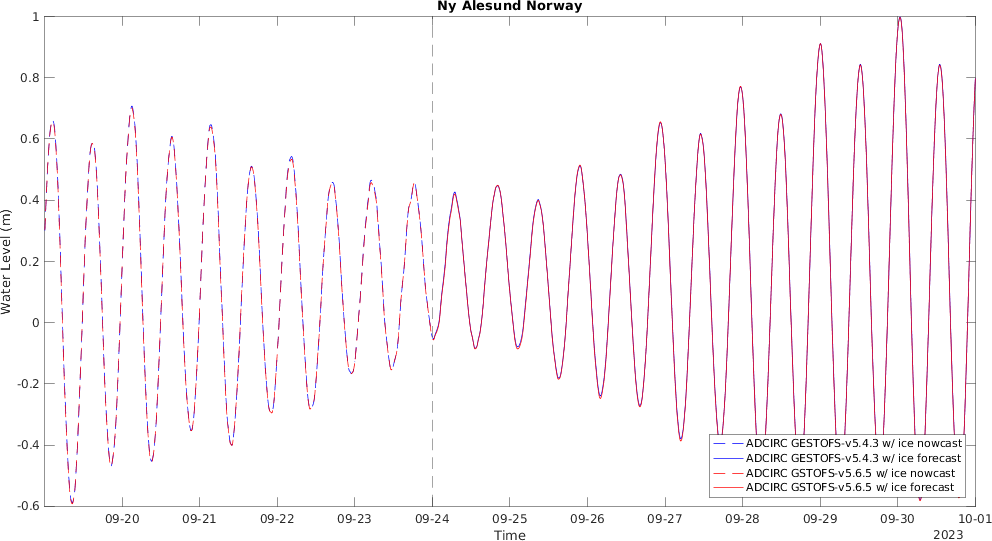 Ny Alesund Norway
Water Level (m)
1
0.8
0.6
0.4
0.2
0
-0.2
-0.4
-0.6
ADCIRC GESTOFS-v5.4.3 w/ ice nowcast
ADCIRC GESTOFS-v5.4.3 w/ ice forecast
ADCIRC GSTOFS-v5.6.5 w/ ice nowcast
ADCIRC GSTOFS-v5.6.5 w/ ice forecast
09-20 09-21 09-22 09-23 09-24 09-25 09-26 09-27 09-28 09-29 09-30 10-01
Time
2023